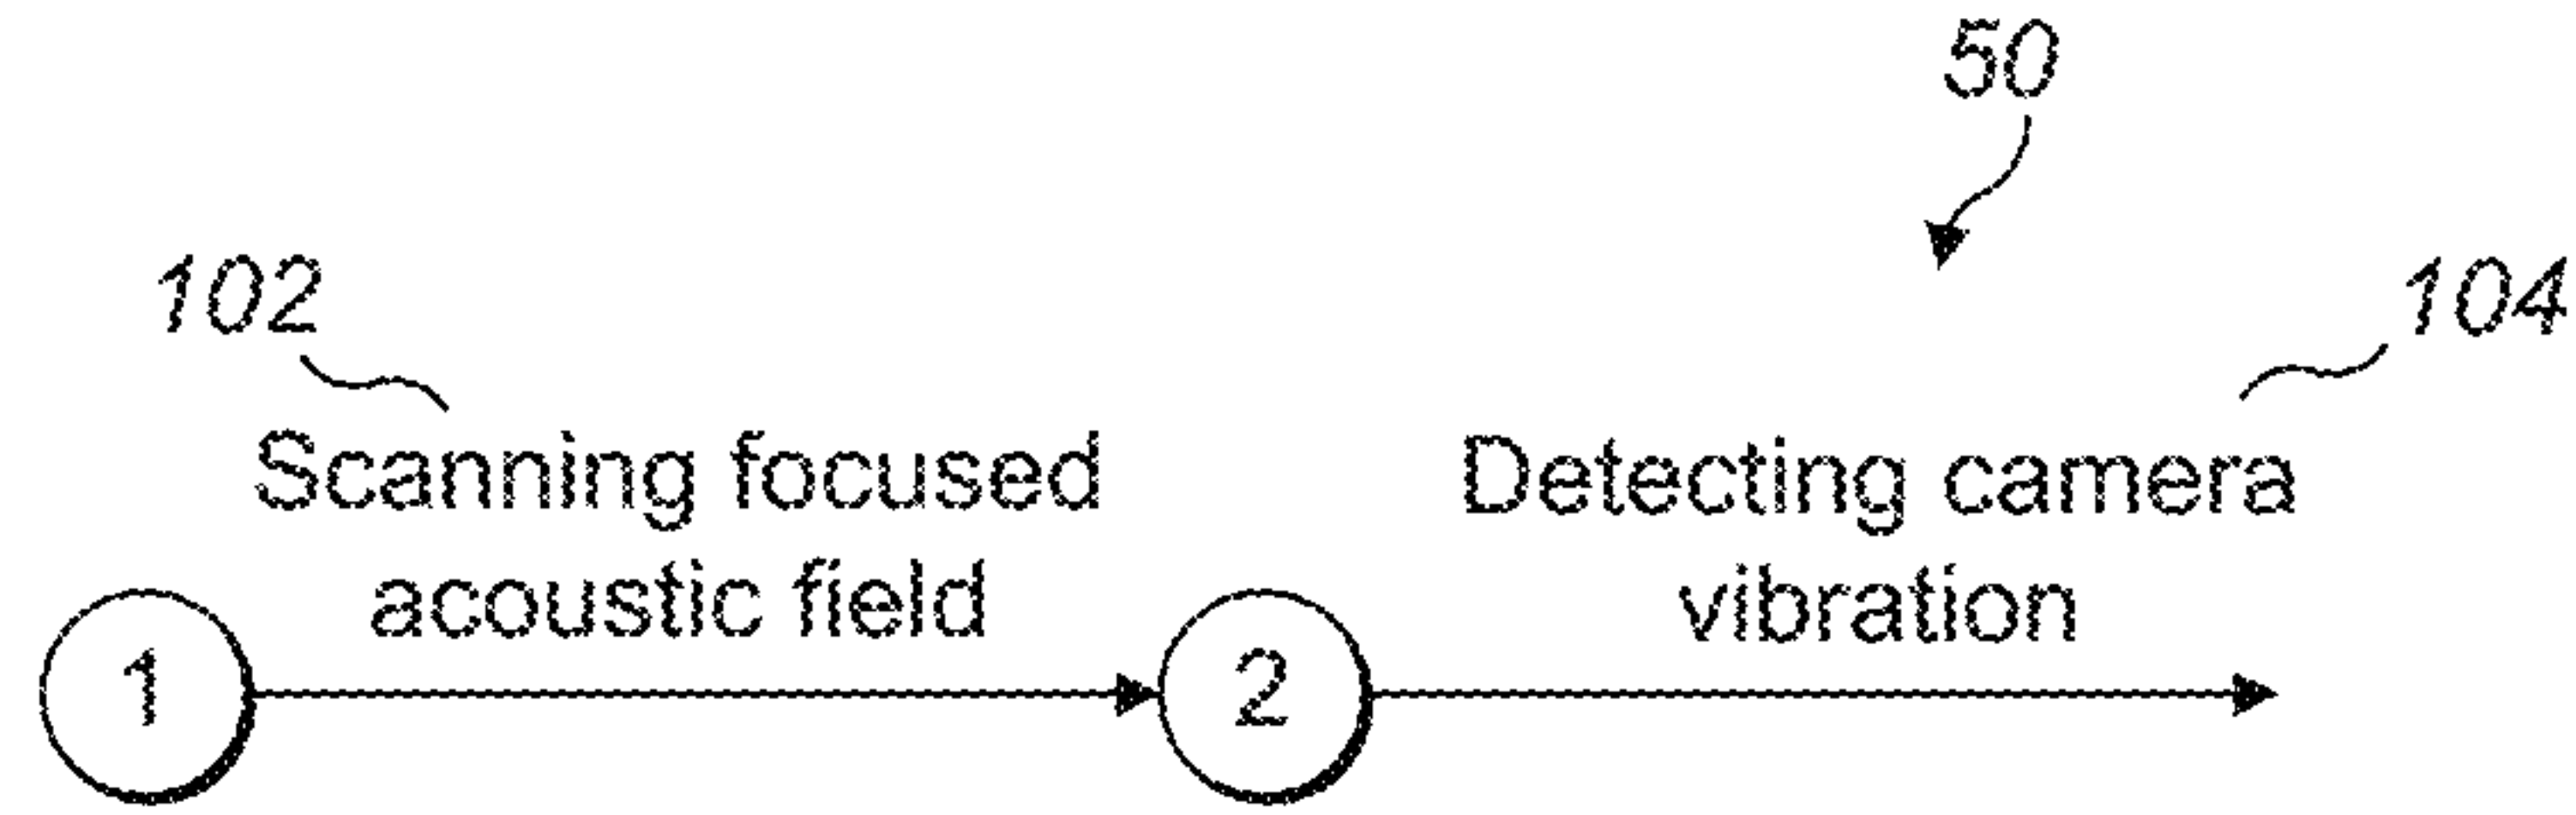 50
102
104
Scanning focused
acoustic field
Detecting camera
vibration
1
2